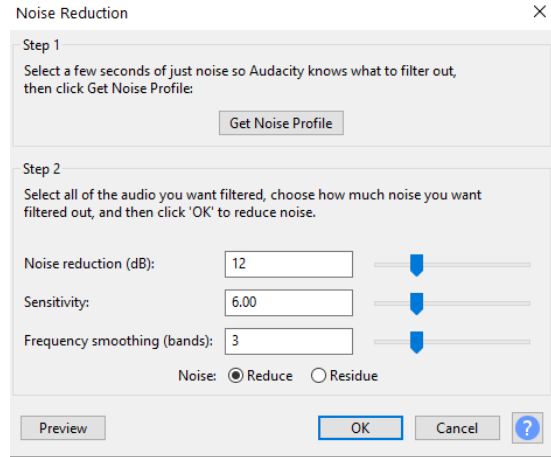 Noise Reduction
Step 1
Select a few seconds of just noise so Audacity knows what to filter out,
then click Get Noise Profile:
Get Noise Profile
Step 2
Select all of the audio you want filtered, choose how much noise you want
filtered out, and then click 'OK' to reduce noise.
Noise reduction (dB): 12
Sensitivity: 6.00
Frequency smoothing (bands): 3
Noise: Reduce Residue
Preview OK Cancel ?